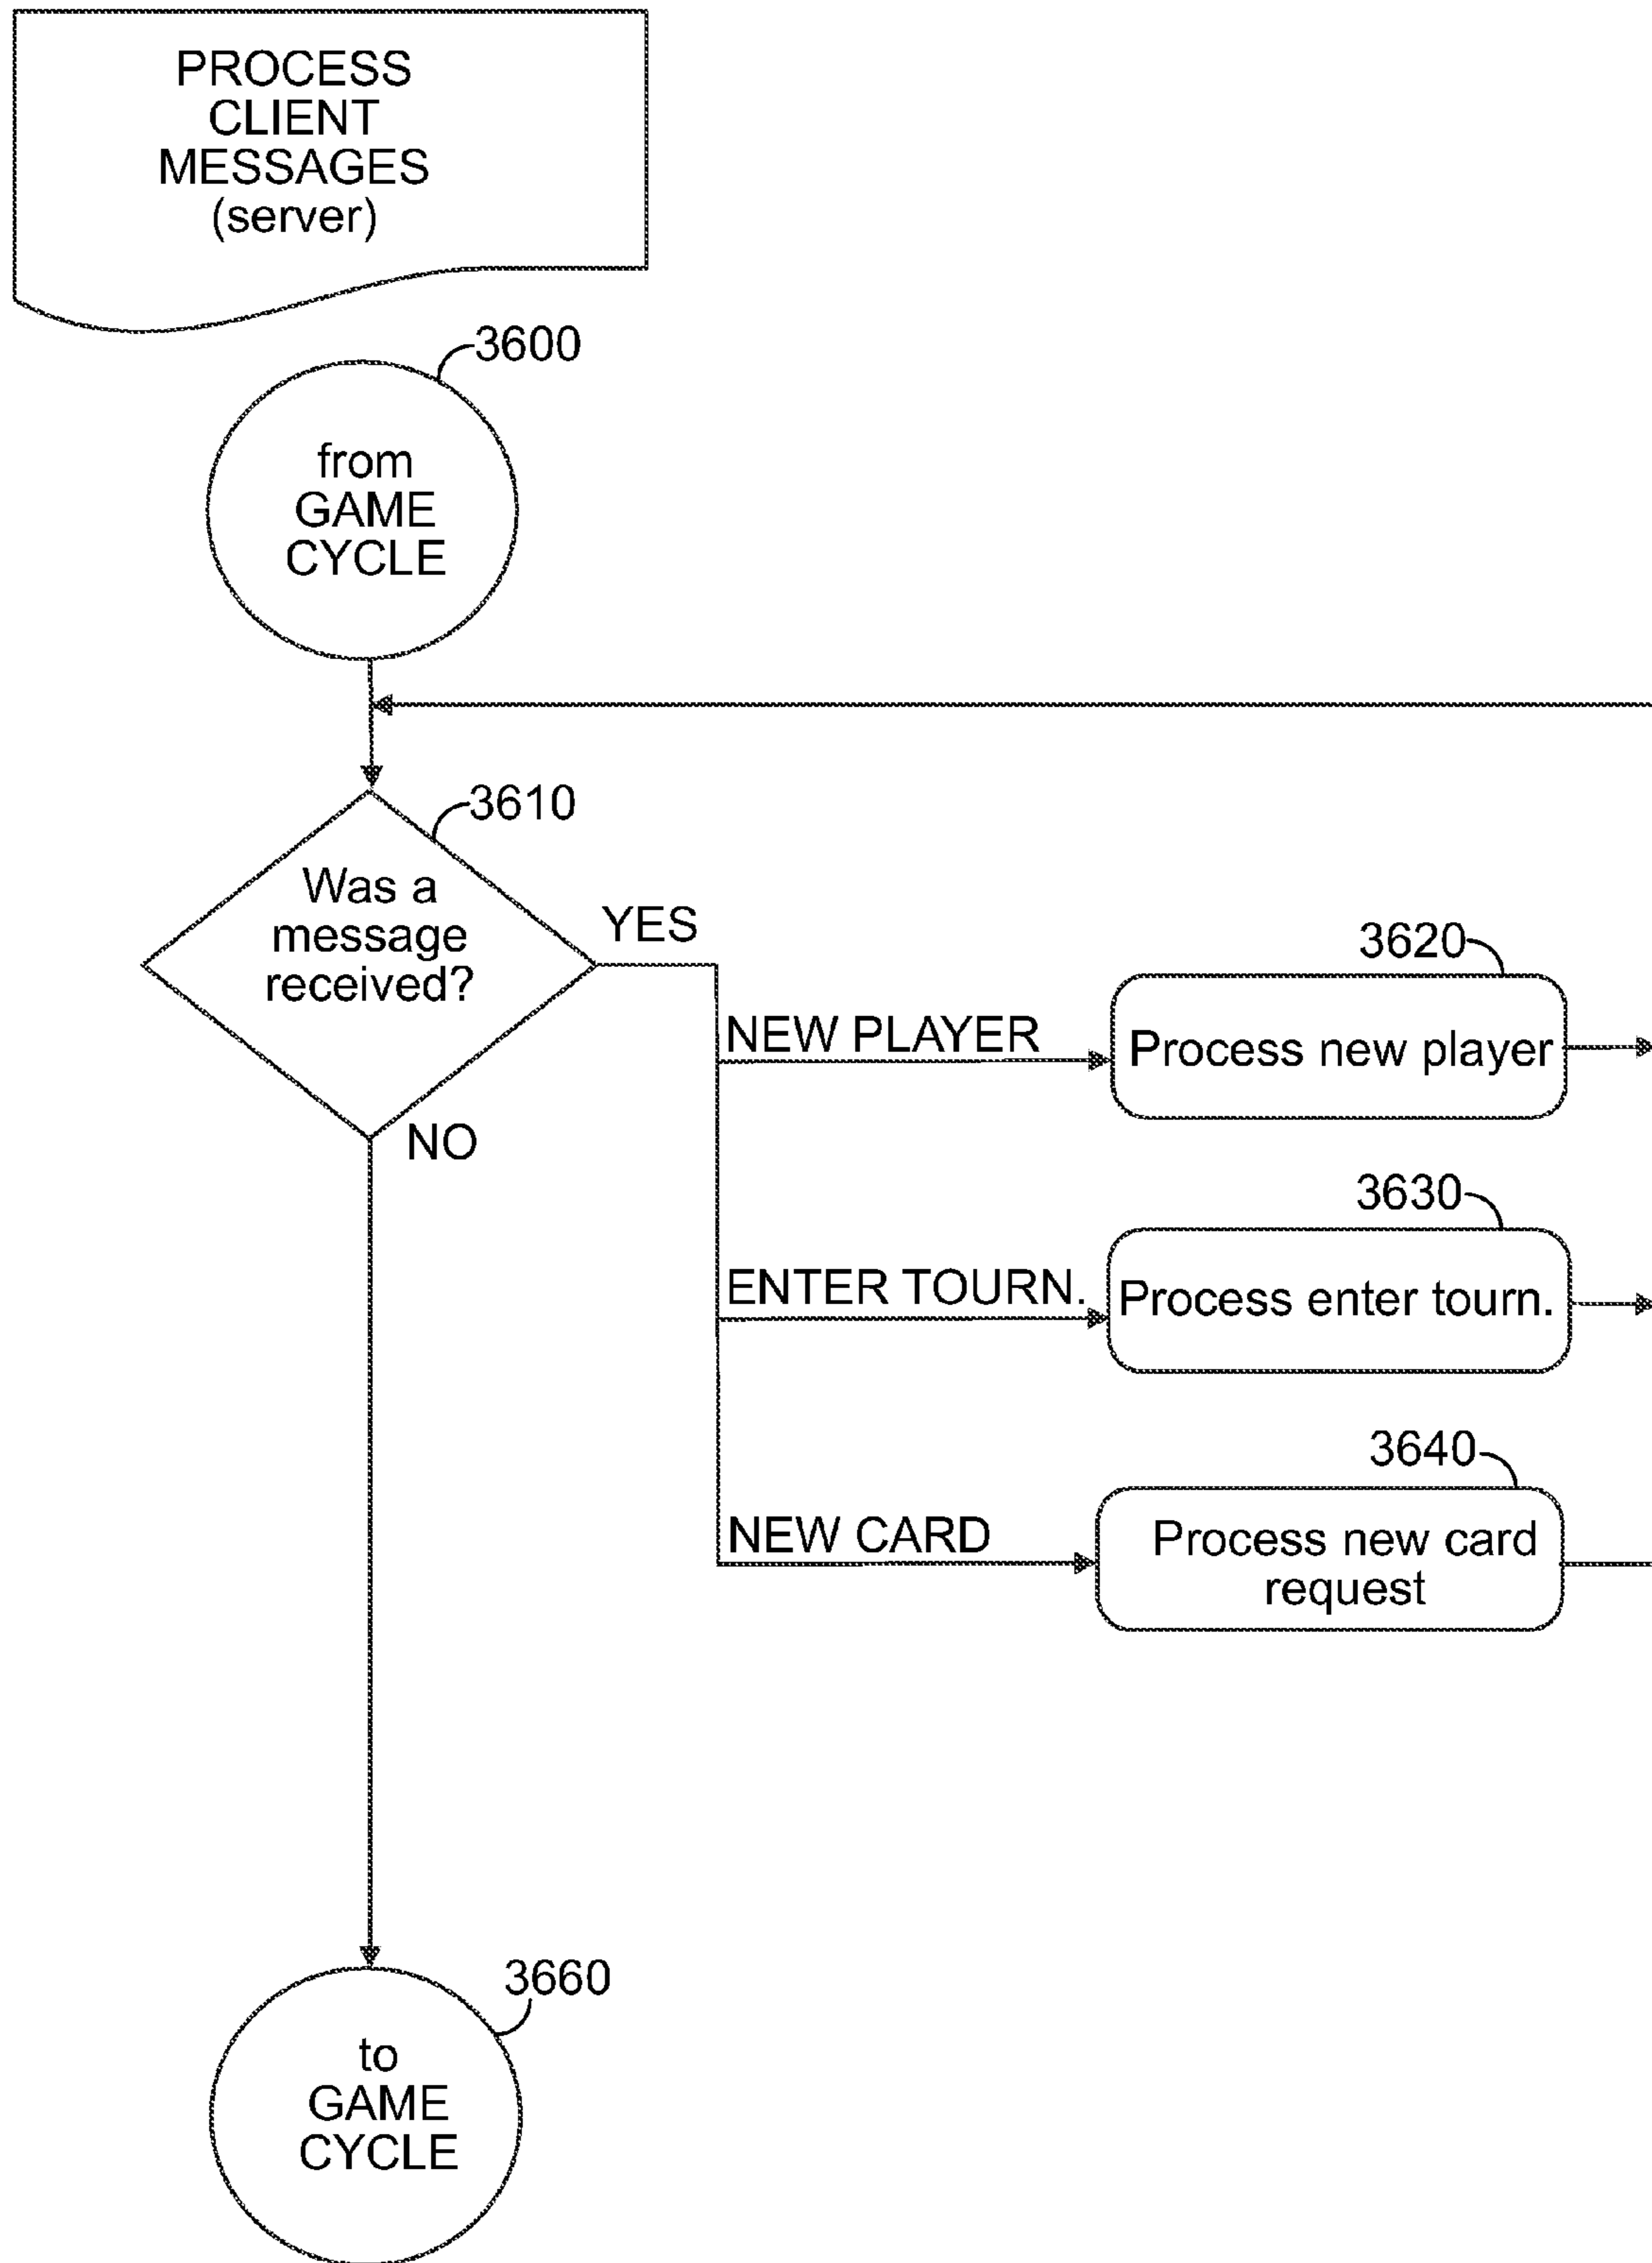 PROCESS
CLIENT
MESSAGES
(server)
3600
from
GAME
CYCLE
3610
Was a
message
received?
YES
NO
3620
NEW PLAYER
Process new player
3630
ENTER TOURN.
Process enter tourn.
3640
NEW CARD
Process new card
request
3660
to
GAME
CYCLE